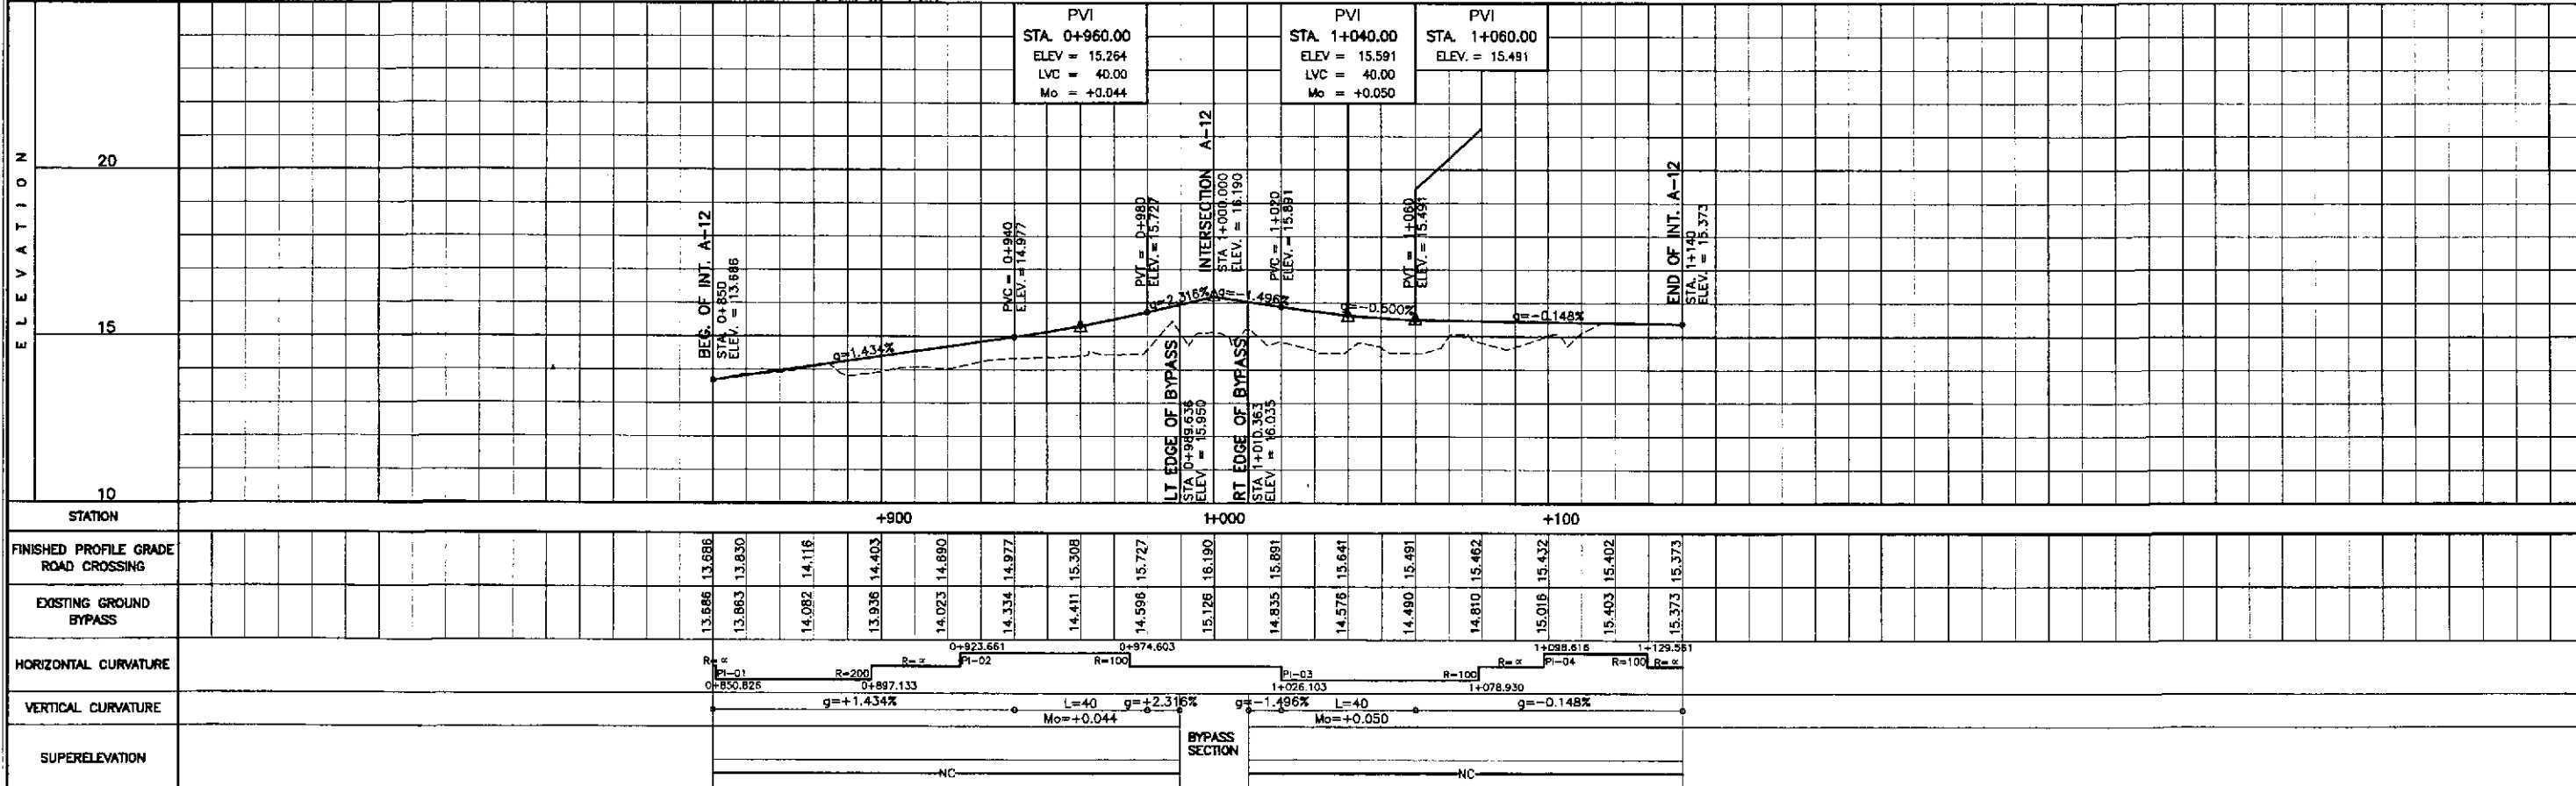 PVI
STA. 0+960.00
ELEV = 15.264
LVC = 40.00
Mo = +0.044
PVI
STA. 1+040.00
ELEV = 15.591
LVC = 40.00
Mo = +0.050
PVI
STA. 1+060.00
ELEV. = 15.491
ELEVATION
20
15
10
BEG. OF INT. A-12
STA. 0+850
ELEV. = 13.686
g=1.434%
PVC = 0+940
ELEV. = 14.977
PVT = 0+980
ELEV. = 15.727
g=2.316%
INTERSECTION A-12
STA 1+000.000
ELEV. = 16.190
g=-1.496%
PVC = 1+020
ELEV. = 15.891
g=-0.500%
PVT = 1+060
ELEV. = 15.491
g=-0.148%
END OF INT. A-12
STA. 1+140
ELEV. = 15.373
LT EDGE OF BYPASS
STA 0+989.636
ELEV. = 15.950
RT EDGE OF BYPASS
STA 1+010.363
ELEV. = 16.035
STATION
+900 1+000 +100
FINISHED PROFILE GRADE
ROAD CROSSING
13.686 13.830 14.116 14.403 14.690 14.977 15.308 15.727 16.190 15.891 15.641 15.491 15.462 15.432 15.402 15.373
EXISTING GROUND
BYPASS
13.686 13.863 14.082 13.936 14.023 14.334 14.411 14.596 15.126 14.835 14.576 14.490 14.810 15.016 15.403 15.373
HORIZONTAL CURVATURE
0+923.661 0+974.603 1+098.616 1+129.561
R= ∝ R= ∝ PI-02 R=100 R= ∝ PI-04 R=100 R= ∝
PI-01 R=200 PI-03 R=100
0+850.826 0+897.133 1+026.103 1+078.930
VERTICAL CURVATURE
g=+1.434% L=40 g=+2.316% g=-1.496% L=40 g=-0.148%
Mo=+0.044 Mo=+0.050
BYPASS
SECTION
SUPERELEVATION
NC NC